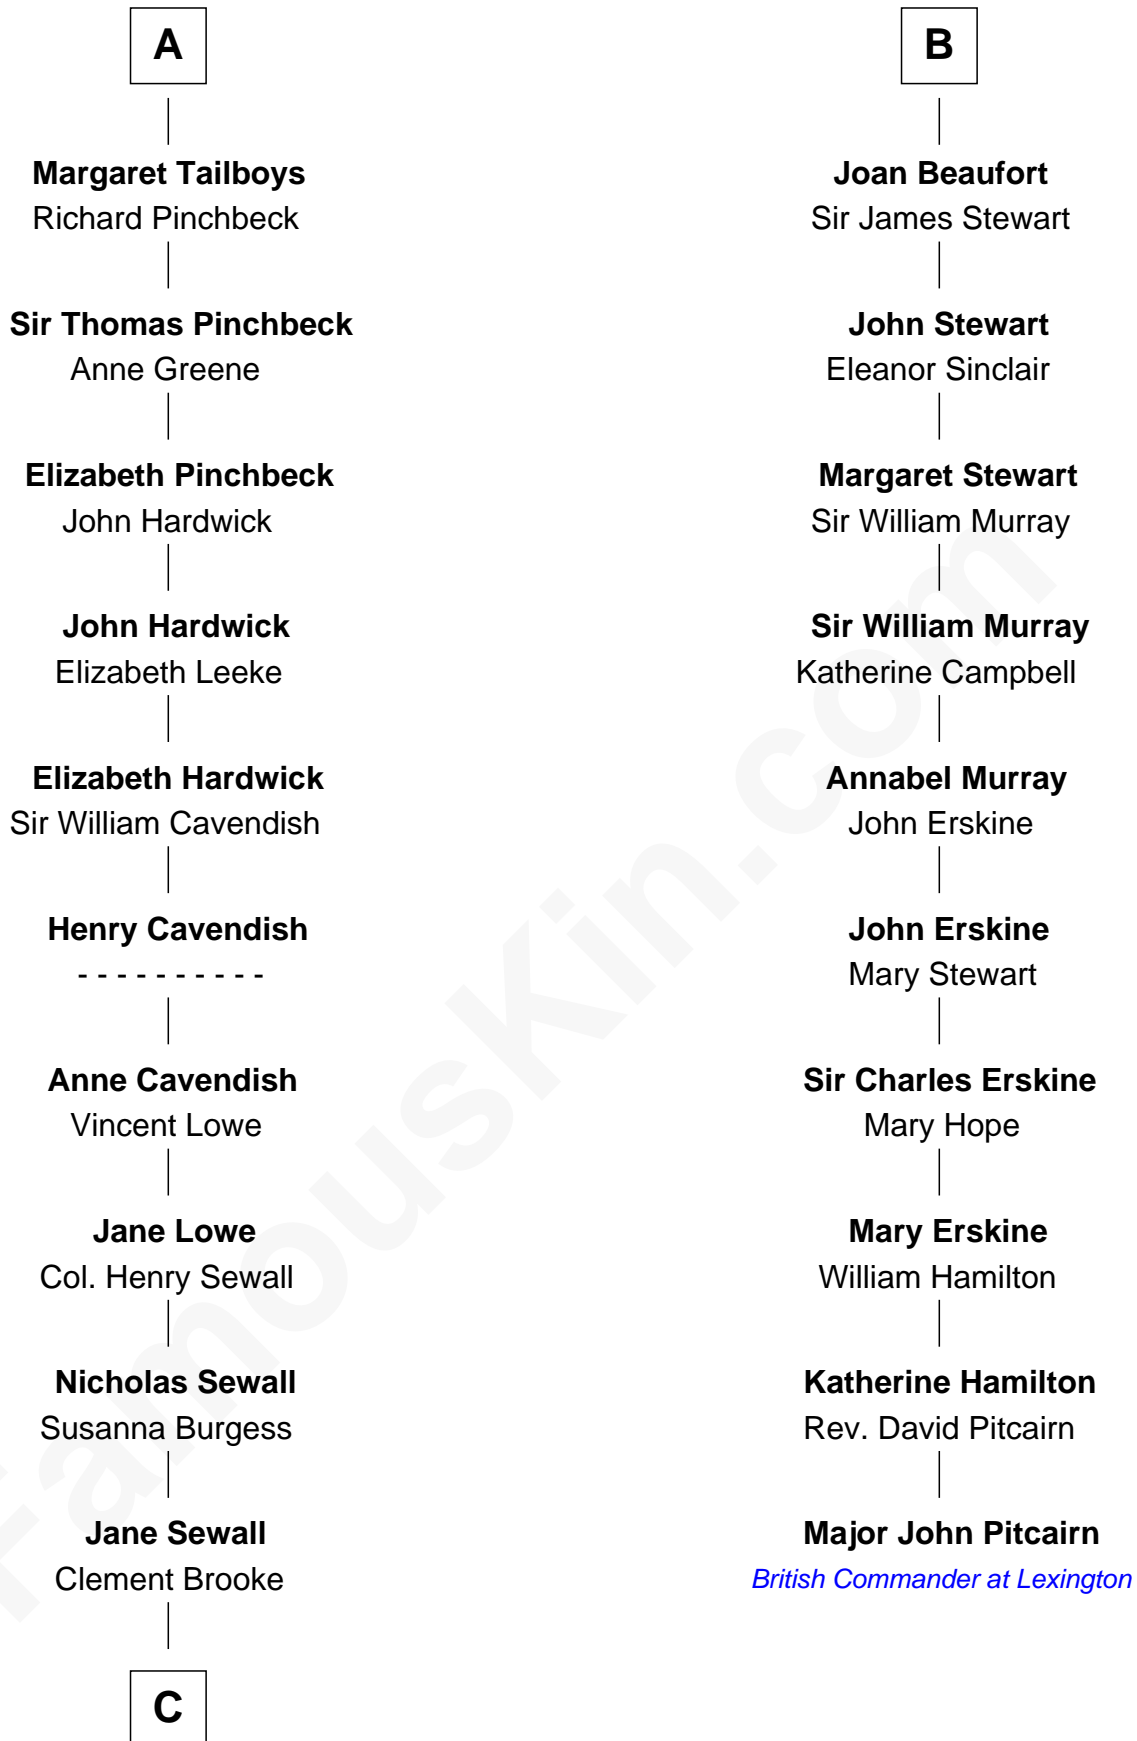 A
Margaret Tailboys
Richard Pinchbeck
Sir Thomas Pinchbeck
Anne Greene
Elizabeth Pinchbeck
John Hardwick
John Hardwick
Elizabeth Leeke
Elizabeth Hardwick
Sir William Cavendish
Henry Cavendish
- - - - - - - - - -
Anne Cavendish
Vincent Lowe
Jane Lowe
Col. Henry Sewall
Nicholas Sewall
Susanna Burgess
Jane Sewall
Clement Brooke
C
B
Joan Beaufort
Sir James Stewart
John Stewart
Eleanor Sinclair
Margaret Stewart
Sir William Murray
Sir William Murray
Katherine Campbell
Annabel Murray
John Erskine
John Erskine
Mary Stewart
Sir Charles Erskine
Mary Hope
Mary Erskine
William Hamilton
Katherine Hamilton
Rev. David Pitcairn
Major John Pitcairn
British Commander at Lexington
FamousKin.com